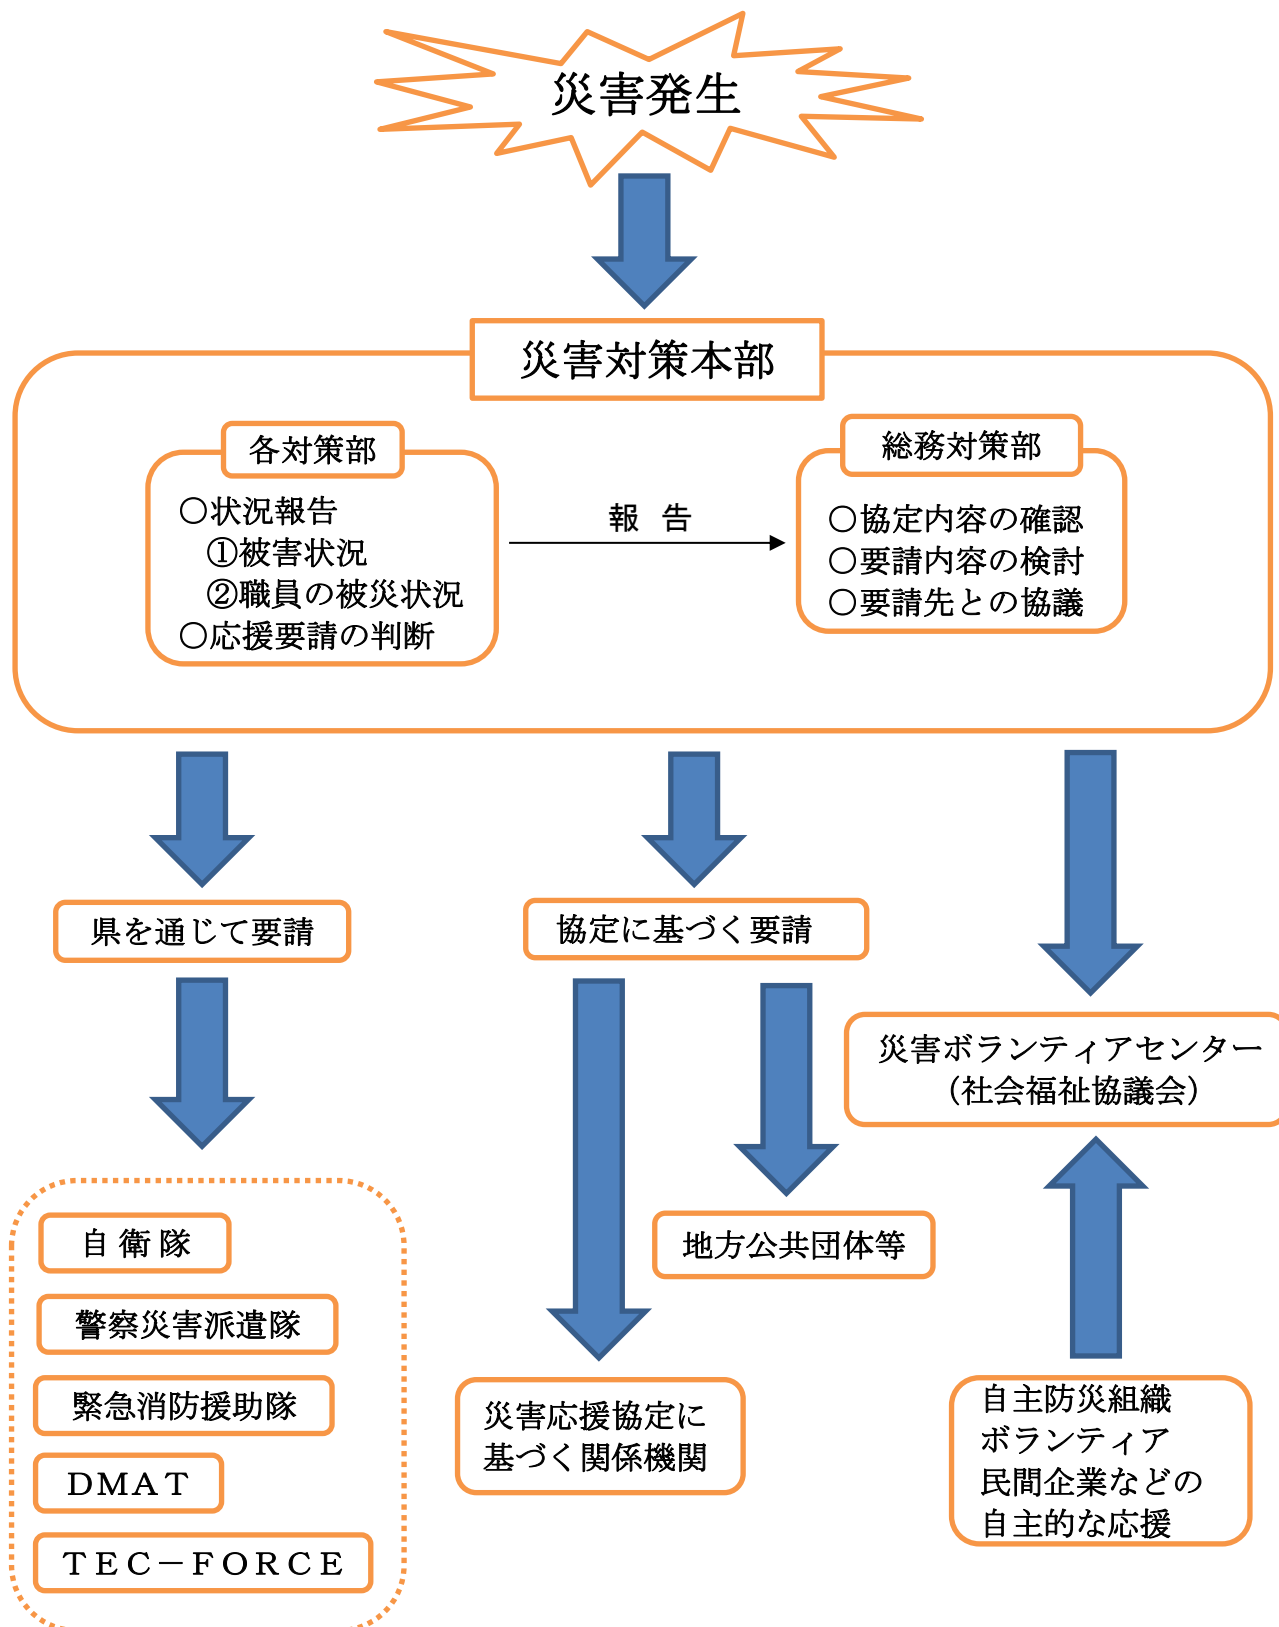 災害発生
災害対策本部
各対策部
〇状況報告
①被害状況
②職員の被災状況
〇応援要請の判断
報　告
総務対策部
〇協定内容の確認
〇要請内容の検討
〇要請先との協議
県を通じて要請
協定に基づく要請
災害ボランティアセンター
（社会福祉協議会）
自 衛 隊
警察災害派遣隊
緊急消防援助隊
ＤＭＡＴ
ＴＥＣ－ＦＯＲＣＥ
地方公共団体等
災害応援協定に
基づく関係機関
自主防災組織
ボランティア
民間企業などの
自主的な応援